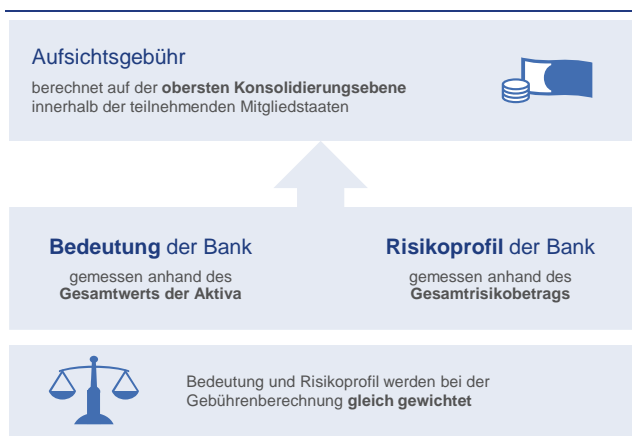 Aufsichtsgebühr
berechnet auf der obersten Konsolidierungsebene
innerhalb der teilnehmenden Mitgliedstaaten
Bedeutung der Bank
gemessen anhand des
Gesamtwerts der Aktiva
Risikoprofil der Bank
gemessen anhand des
Gesamtrisikobetrags
Bedeutung und Risikoprofil werden bei der
Gebührenberechnung gleich gewichtet